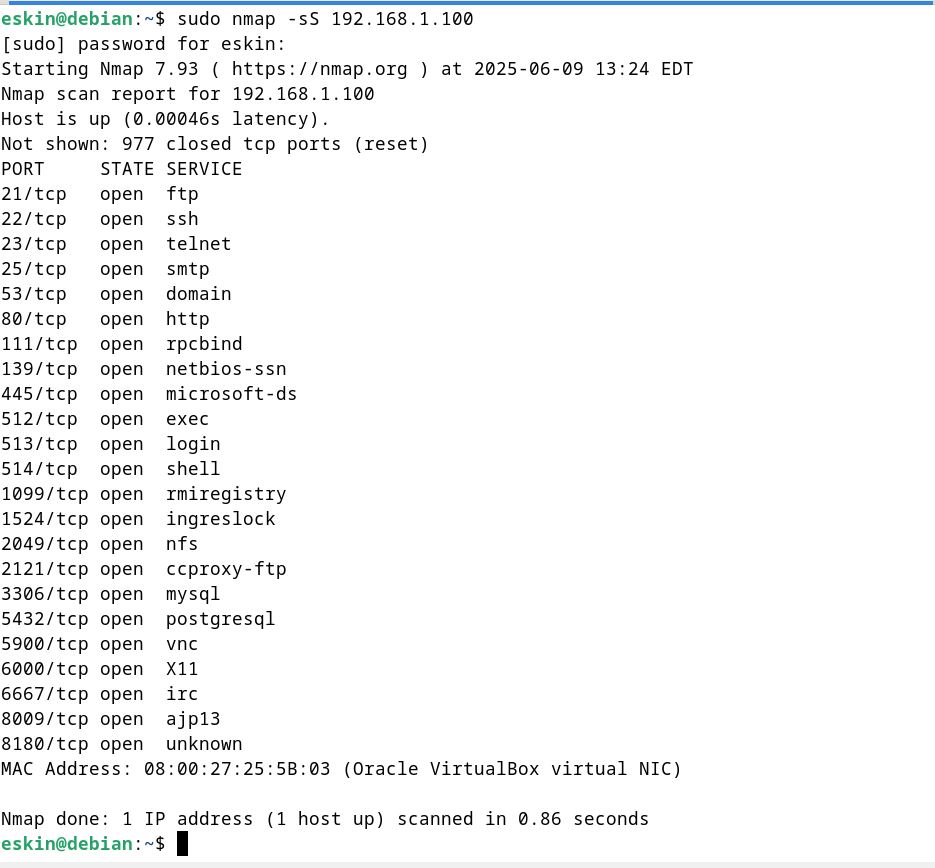 eskin@debian:~$ sudo nmap -sS 192.168.1.100
[sudo] password for eskin:
Starting Nmap 7.93 ( https://nmap.org ) at 2025-06-09 13:24 EDT
Nmap scan report for 192.168.1.100
Host is up (0.00046s latency).
Not shown: 977 closed tcp ports (reset)
PORT     STATE SERVICE
21/tcp   open  ftp
22/tcp   open  ssh
23/tcp   open  telnet
25/tcp   open  smtp
53/tcp   open  domain
80/tcp   open  http
111/tcp  open  rpcbind
139/tcp  open  netbios-ssn
445/tcp  open  microsoft-ds
512/tcp  open  exec
513/tcp  open  login
514/tcp  open  shell
1099/tcp open  rmiregistry
1524/tcp open  ingreslock
2049/tcp open  nfs
2121/tcp open  ccproxy-ftp
3306/tcp open  mysql
5432/tcp open  postgresql
5900/tcp open  vnc
6000/tcp open  X11
6667/tcp open  irc
8009/tcp open  ajp13
8180/tcp open  unknown
MAC Address: 08:00:27:25:5B:03 (Oracle VirtualBox virtual NIC)

Nmap done: 1 IP address (1 host up) scanned in 0.86 seconds
eskin@debian:~$